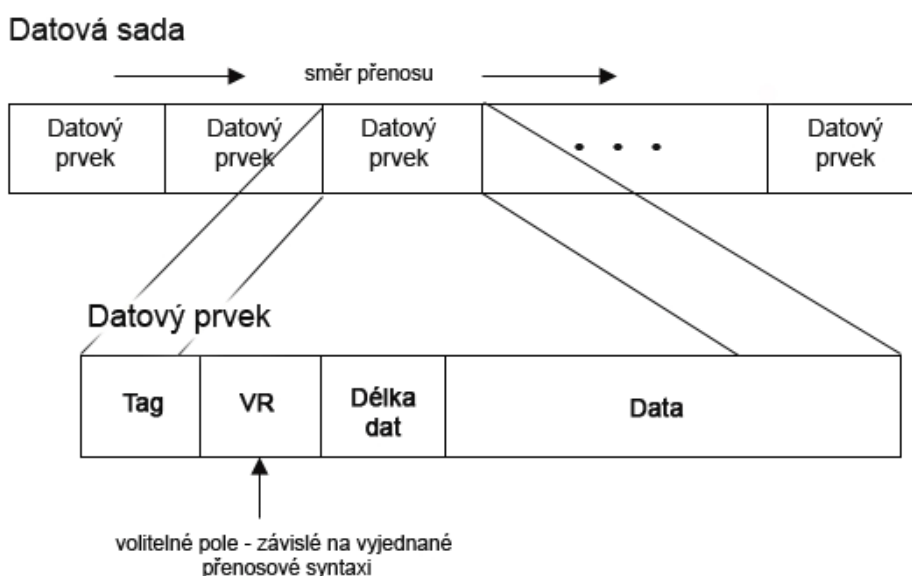 Datová sada
směr přenosu
Datový
prvek
Datový
prvek
Datový
prvek
. . .
Datový
prvek
Datový prvek
Tag
VR
Délka
dat
Data
volitelné pole - závislé na vyjednané
přenosové syntaxi